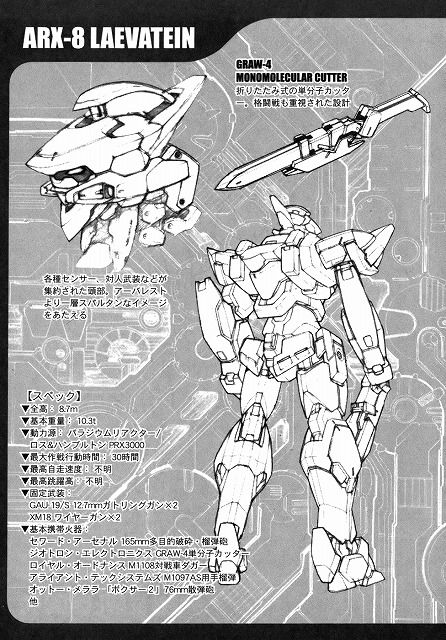 ARX-8 LAEVATEIN
GRAW-4
MONOMOLECULAR CUTTER
折りたたみ式の単分子カッタ
ー。格闘戦も重視された設計
各種センサー、対人武装などが
集約された頭部。アーバレスト
より一層スパルタンなイメージ
をあたえる
【スペック】
▼全高： 8.7m
▼基本重量： 10.3t
▼動力源： パラジウムリアクター/
ロス&ハンブルトン PRX3000
▼最大作戦行動時間： 30時間
▼最高自走速度： 不明
▼最高跳躍高： 不明
▼固定武装：
GAU 19/S 12.7mmガトリングガン×2
XM18 ワイヤーガン×2
▼基本携帯火器：
セワード・アーセナル 165mm多目的破砕・榴弾砲
ジオトロン・エレクトロニクス GRAW-4単分子カッター
ロイヤル・オードナンス M1108対戦車ダガー
アライアント・テックシステムズ M1097AS用手榴弾
オットー・メララ 「ボクサー2」76mm散弾砲
他